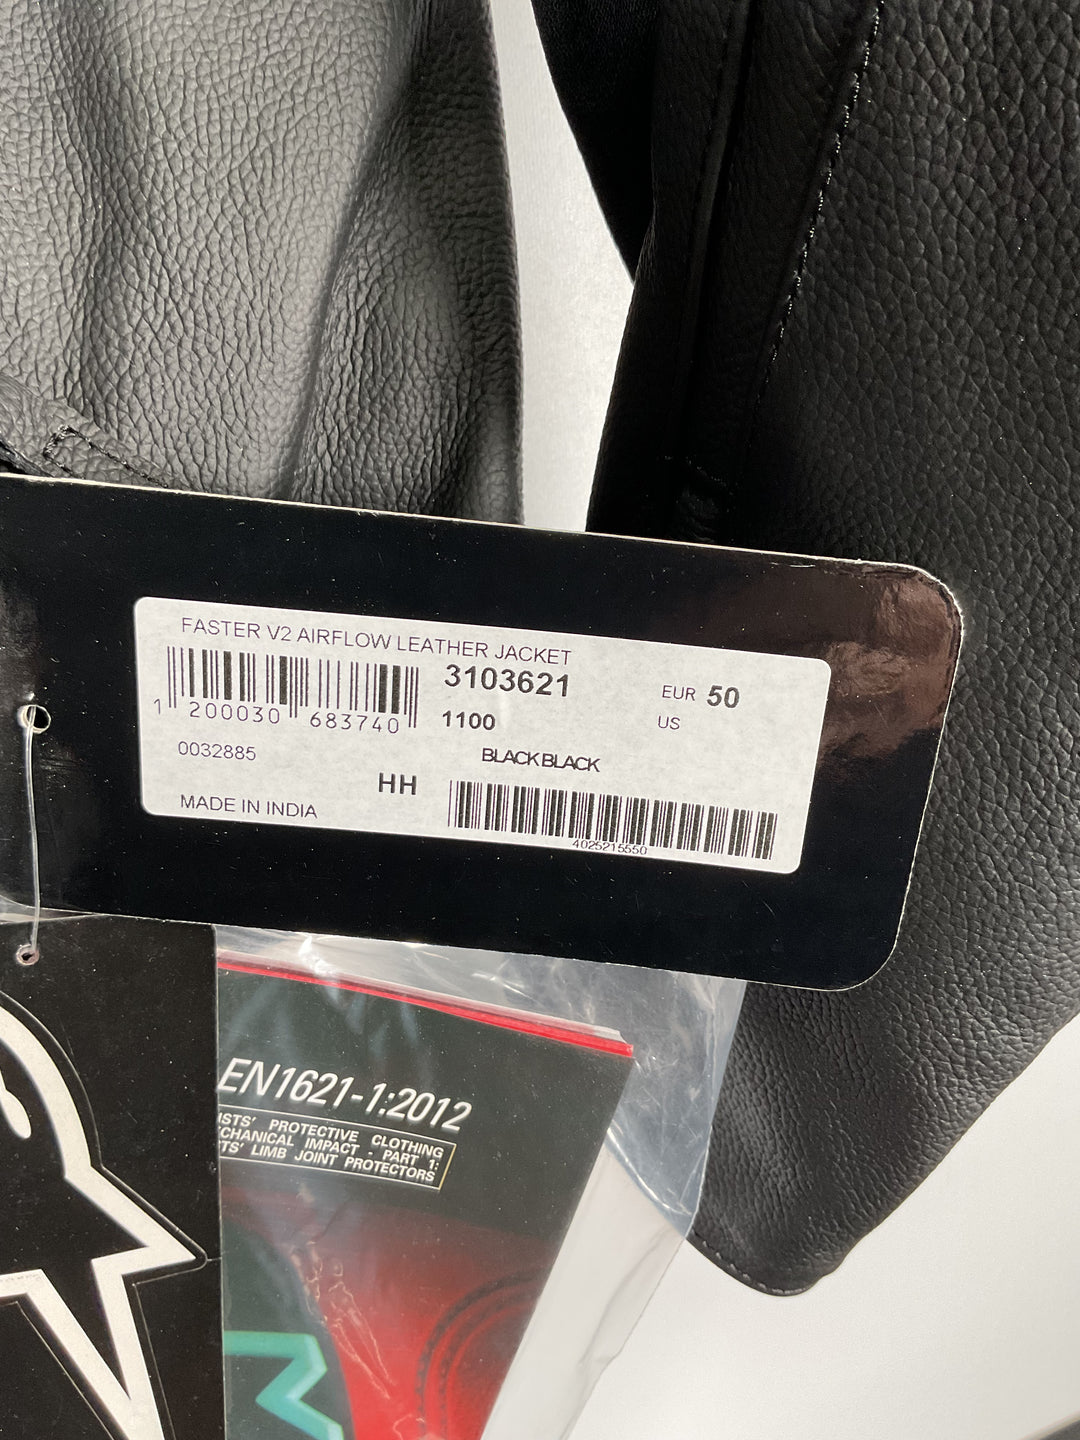 FASTER V2 AIRFLOW LEATHER JACKET
3103621
EUR 50
1 200030 683740
1100
US
0032885
BLACK BLACK
HH
MADE IN INDIA
4025215550
EN1621-1:2012
PROTECTIVE CLOTHING
IMPACT - PART 1:
LIMB JOINT PROTECTORS